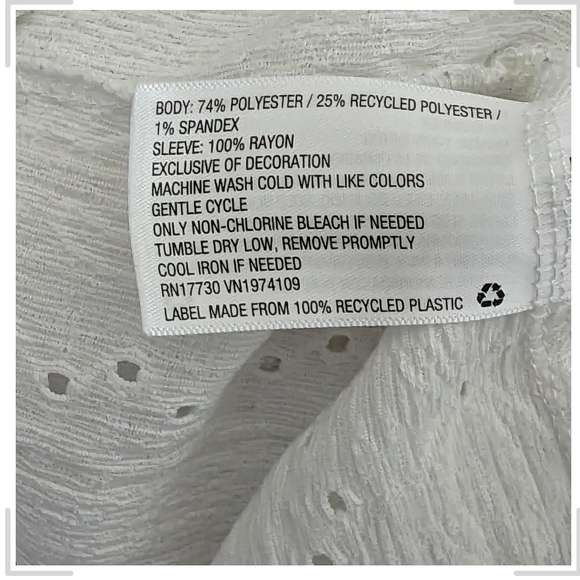 BODY: 74% POLYESTER / 25% RECYCLED POLYESTER /
1% SPANDEX
SLEEVE: 100% RAYON
EXCLUSIVE OF DECORATION
MACHINE WASH COLD WITH LIKE COLORS
GENTLE CYCLE
ONLY NON-CHLORINE BLEACH IF NEEDED
TUMBLE DRY LOW, REMOVE PROMPTLY
COOL IRON IF NEEDED
RN17730 VN1974109
LABEL MADE FROM 100% RECYCLED PLASTIC